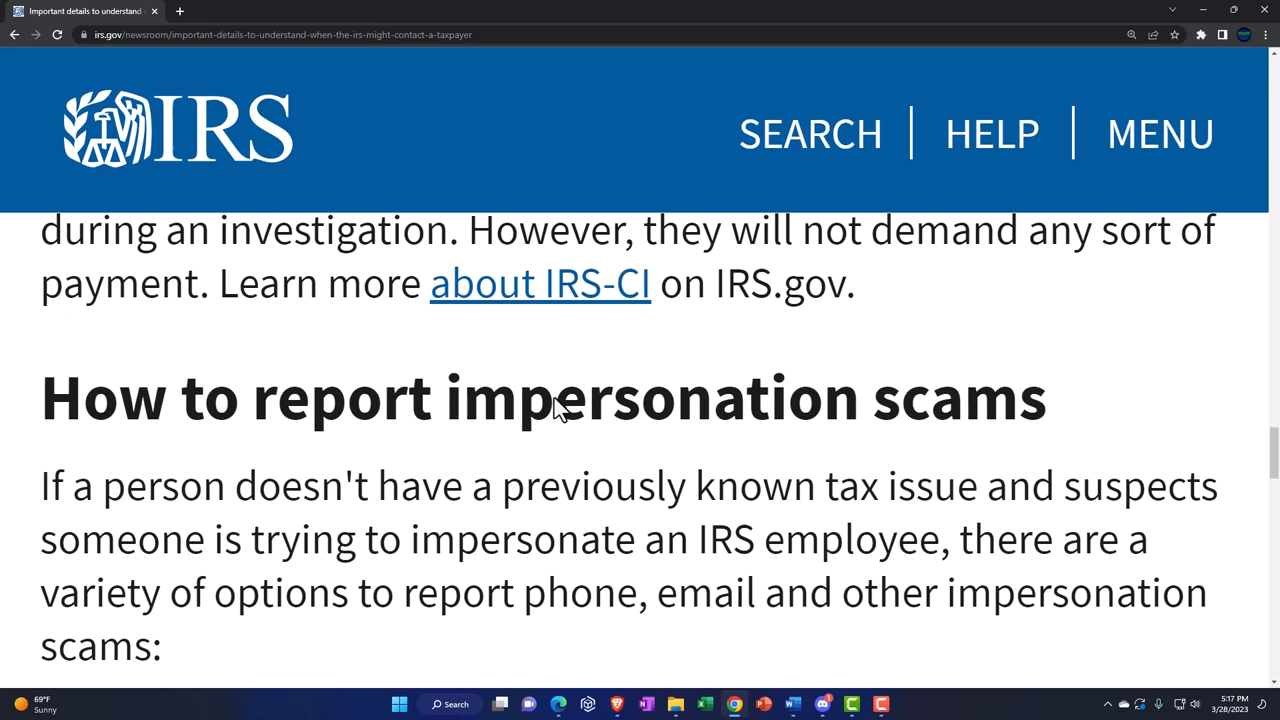 Important details to understand
irs.gov/newsroom/important-details-to-understand-when-the-irs-might-contact-a-taxpayer
IRS
SEARCH
HELP
MENU
during an investigation. However, they will not demand any sort of
payment. Learn more about IRS-CI on IRS.gov.
How to report impersonation scams
If a person doesn't have a previously known tax issue and suspects
someone is trying to impersonate an IRS employee, there are a
variety of options to report phone, email and other impersonation
scams:
69°F
Sunny
Search
1
5:17 PM
3/28/2023